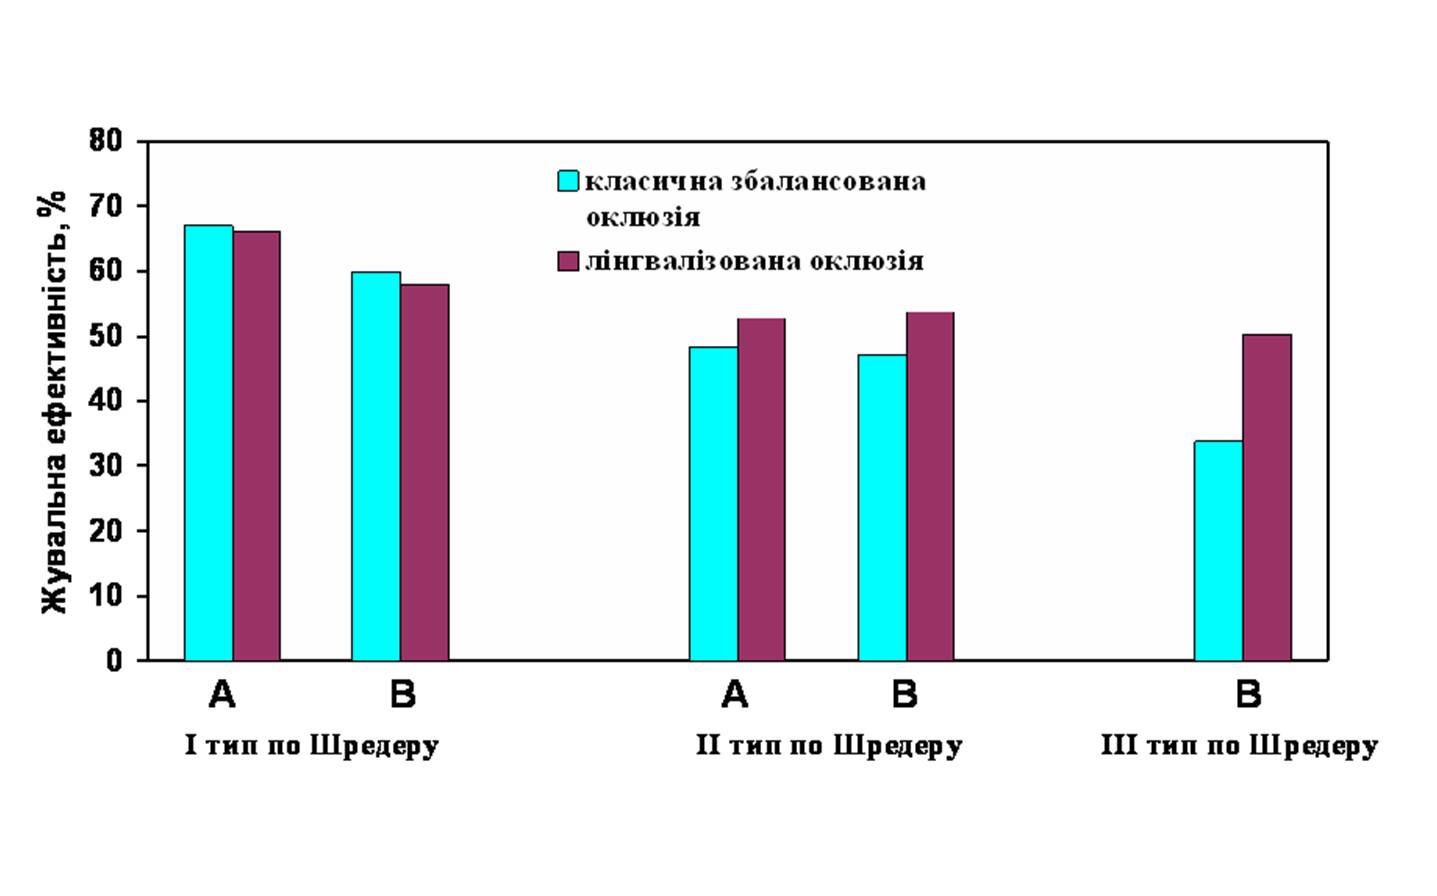 80
70
60
50
40
30
20
10
0
Жувальна ефективність, %
класична збалансована
оклюзія
лінгвалізована оклюзія
А В А В В
I тип по Шредеру II тип по Шредеру III тип по Шредеру